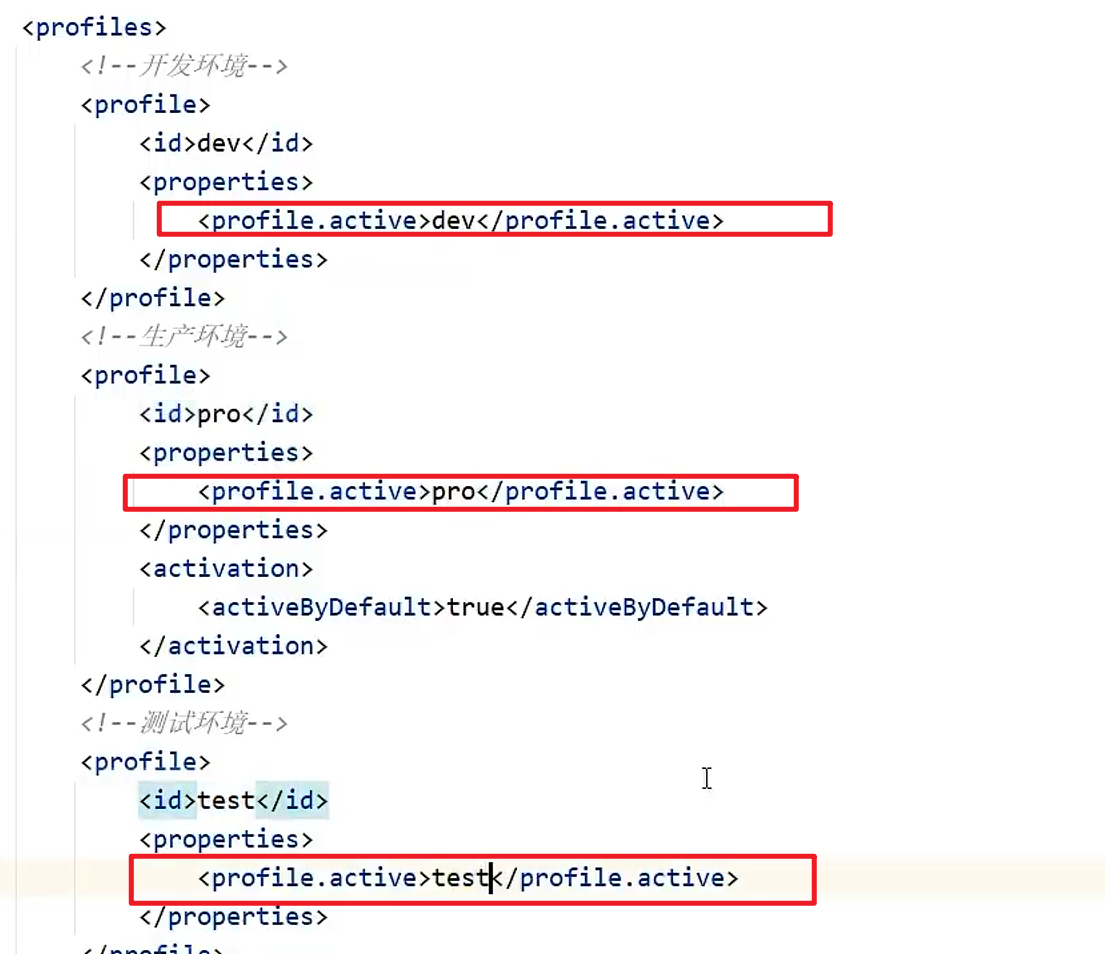 <profiles>
<!--开发环境-->
<profile>
<id>dev</id>
<properties>
<profile.active>dev</profile.active>
</properties>
</profile>
<!--生产环境-->
<profile>
<id>pro</id>
<properties>
<profile.active>pro</profile.active>
</properties>
<activation>
<activeByDefault>true</activeByDefault>
</activation>
</profile>
<!--测试环境-->
<profile>
<id>test</id>
<properties>
<profile.active>test</profile.active>
</properties>
</profile>